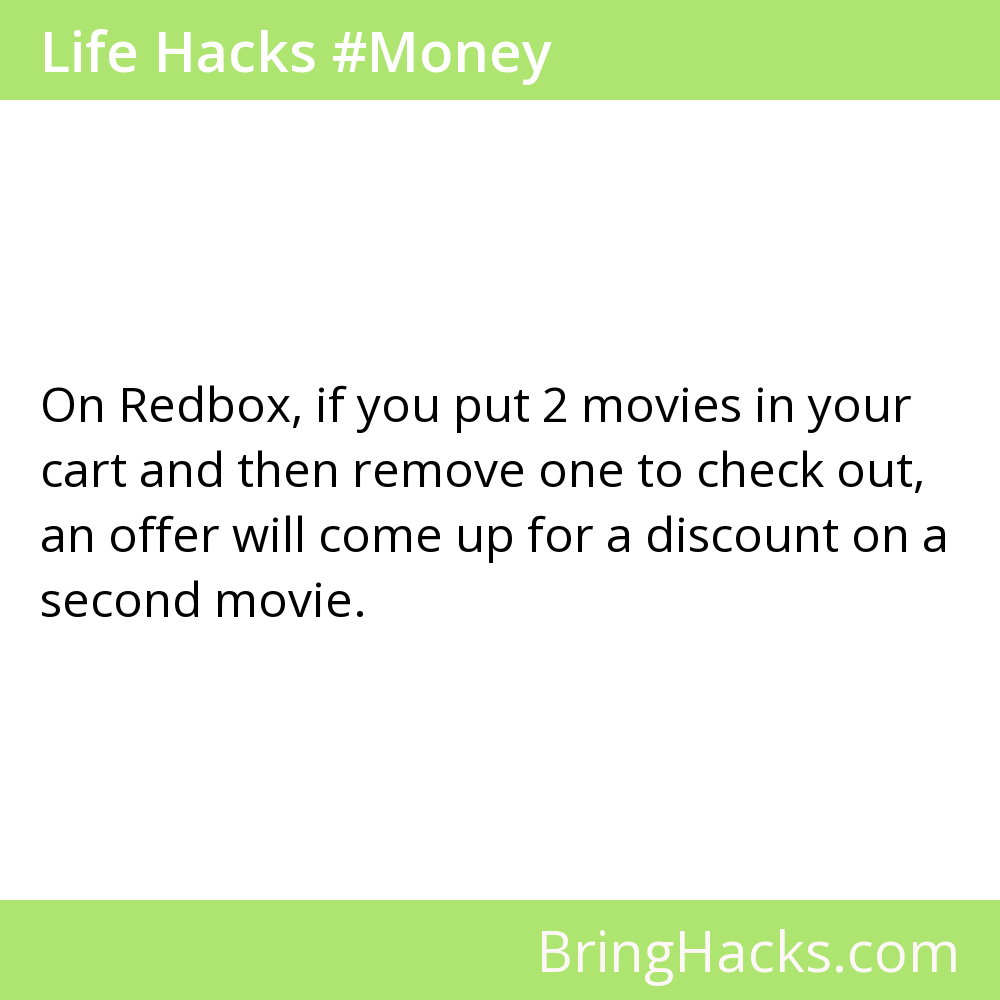 Life Hacks #Money
On Redbox, if you put 2 movies in your
cart and then remove one to check out,
an offer will come up for a discount on a
second movie.
BringHacks.com